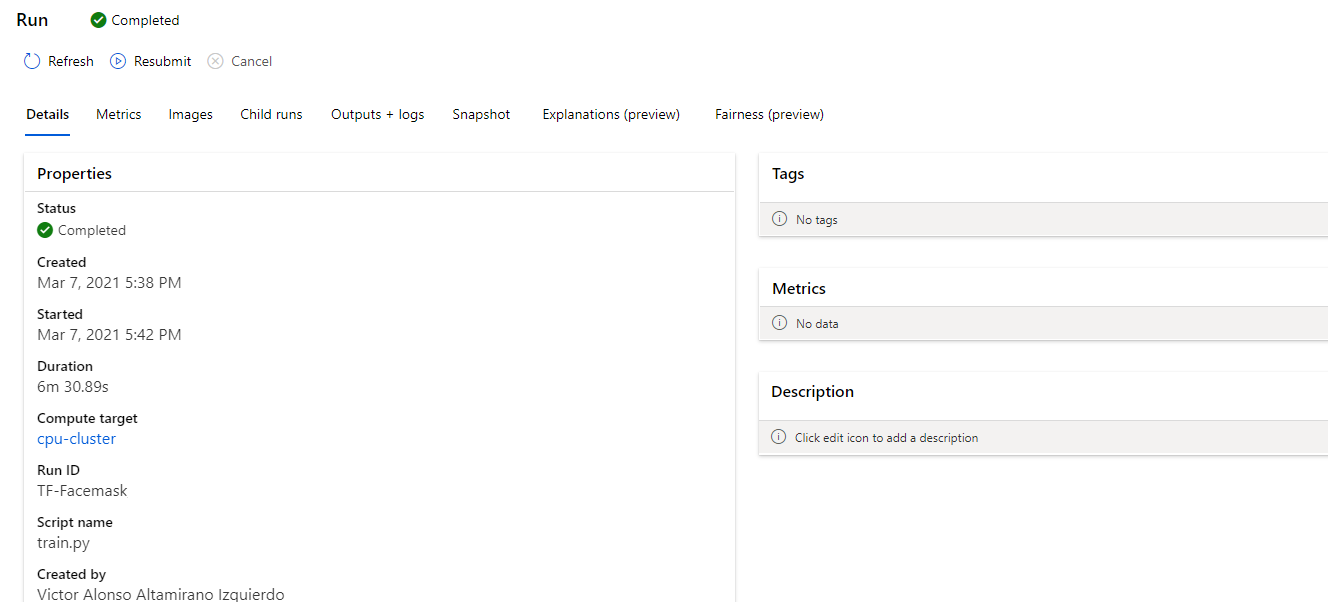 Run Completed
Refresh Resubmit Cancel
Details Metrics Images Child runs Outputs + logs Snapshot Explanations (preview) Fairness (preview)
Properties
Status
Completed
Created
Mar 7, 2021 5:38 PM
Started
Mar 7, 2021 5:42 PM
Duration
6m 30.89s
Compute target
cpu-cluster
Run ID
TF-Facemask
Script name
train.py
Created by
Victor Alonso Altamirano Izquierdo
Tags
No tags
Metrics
No data
Description
Click edit icon to add a description